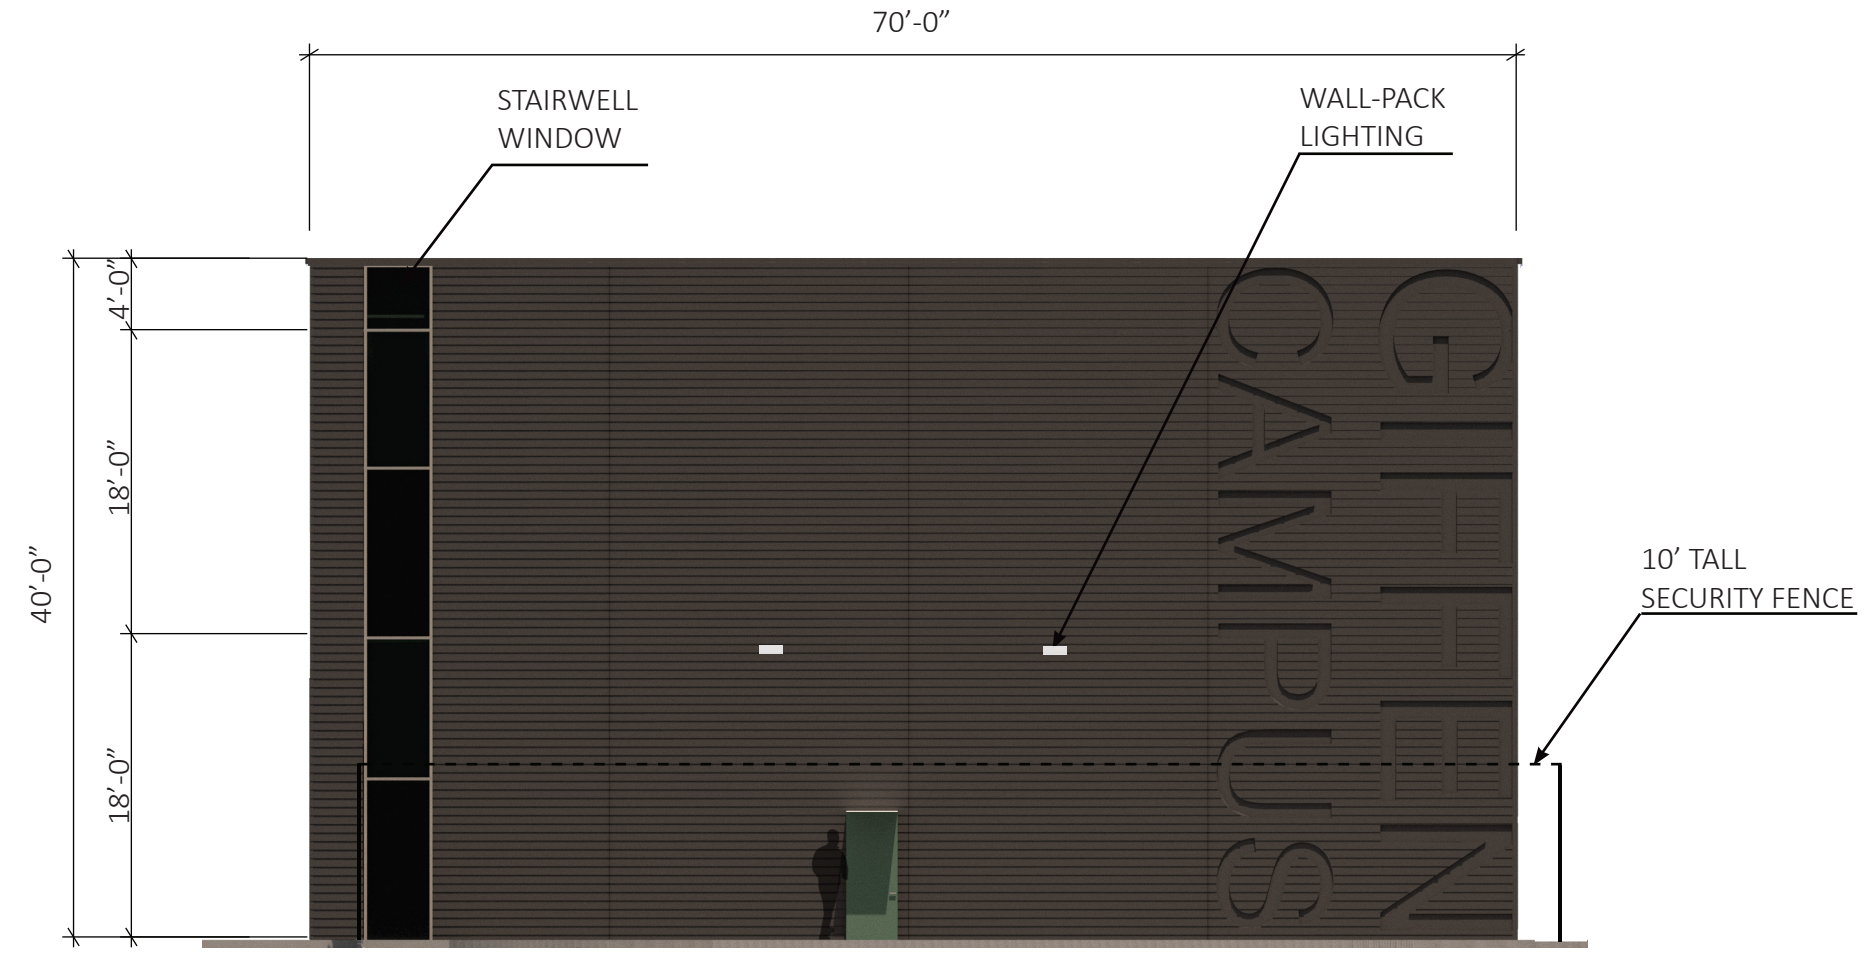 70’-0”
STAIRWELL
WINDOW
WALL-PACK
LIGHTING
4’-0”
18’-0”
40’-0”
18’-0”
10’ TALL
SECURITY FENCE
GIFFEN
CAMPUS